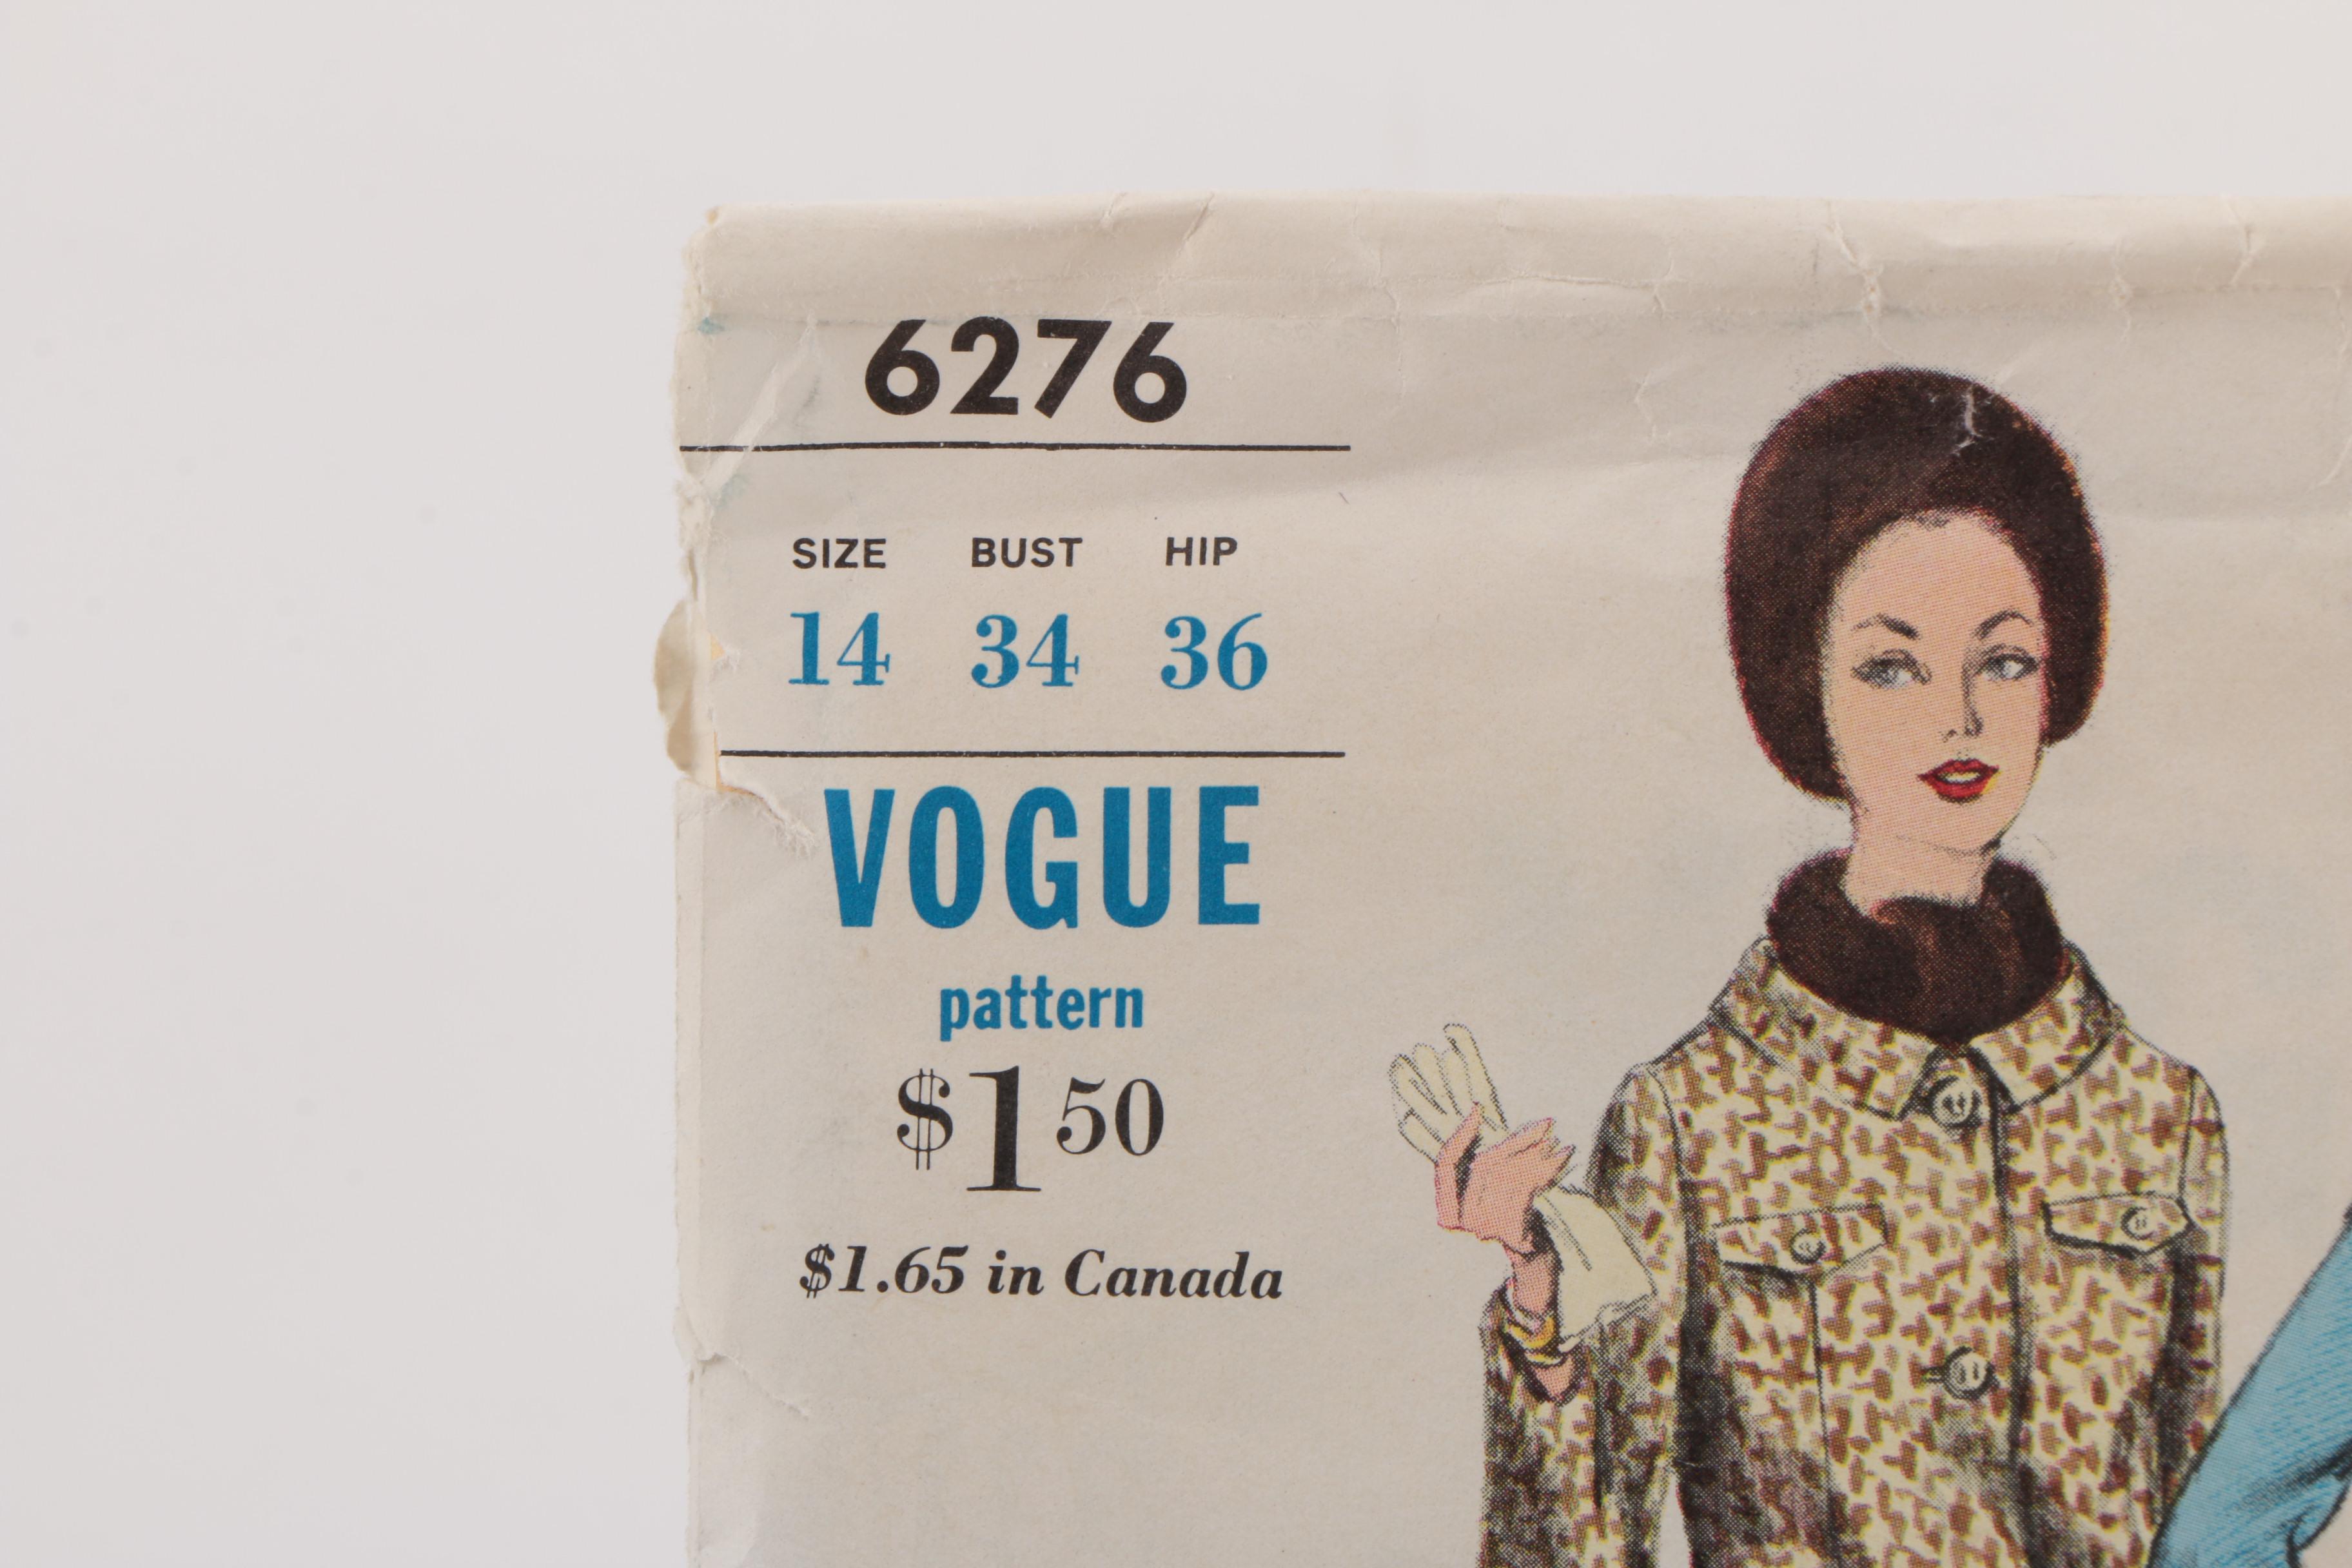 6276
SIZE BUST HIP
14 34 36
VOGUE
pattern
$1 50
$1.65 in Canada